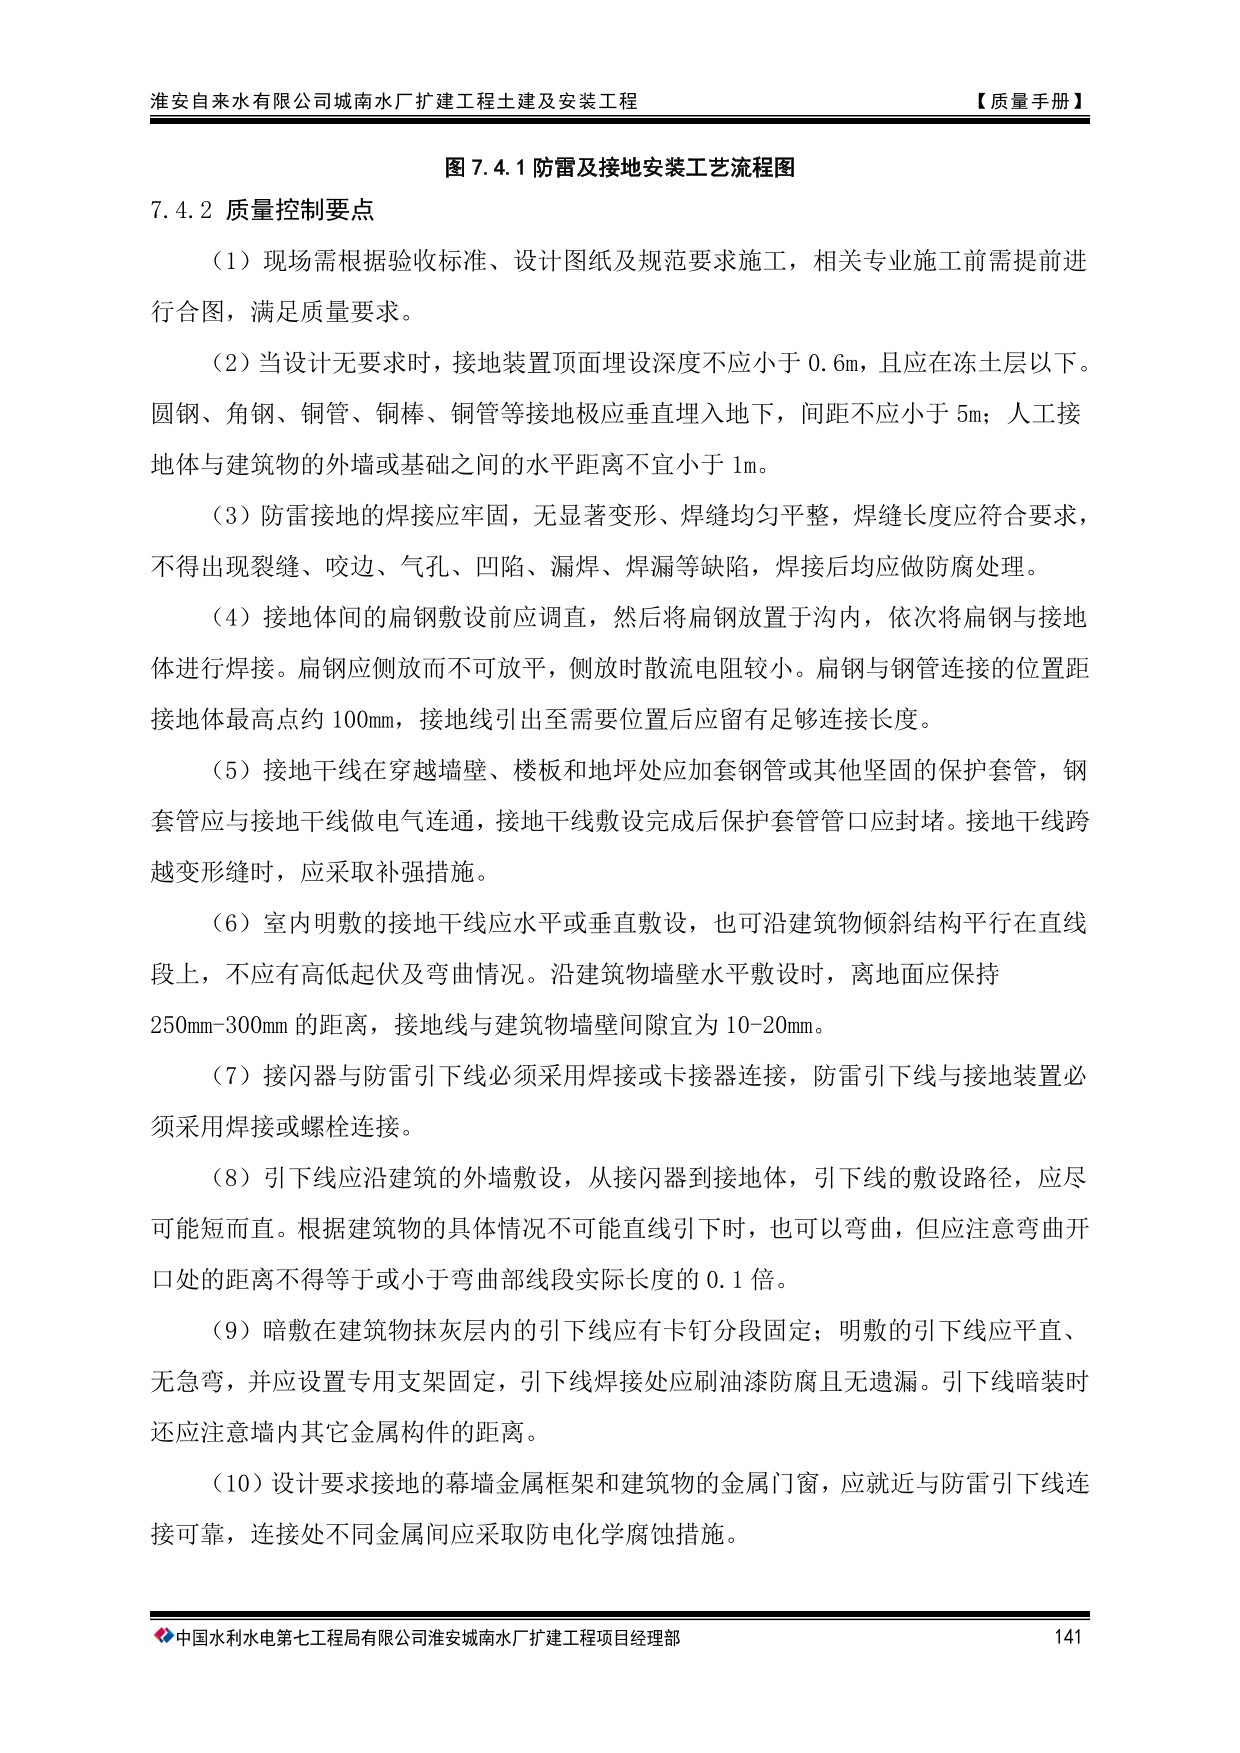 淮安自来水有限公司城南水厂扩建工程土建及安装工程 【质量手册】
图 7.4.1 防雷及接地安装工艺流程图
7.4.2 质量控制要点
（1）现场需根据验收标准、设计图纸及规范要求施工，相关专业施工前需提前进
行合图，满足质量要求。
（2）当设计无要求时，接地装置顶面埋设深度不应小于 0.6m，且应在冻土层以下。
圆钢、角钢、铜管、铜棒、铜管等接地极应垂直埋入地下，间距不应小于 5m；人工接
地体与建筑物的外墙或基础之间的水平距离不宜小于 1m。
（3）防雷接地的焊接应牢固，无显著变形、焊缝均匀平整，焊缝长度应符合要求，
不得出现裂缝、咬边、气孔、凹陷、漏焊、焊漏等缺陷，焊接后均应做防腐处理。
（4）接地体间的扁钢敷设前应调直，然后将扁钢放置于沟内，依次将扁钢与接地
体进行焊接。扁钢应侧放而不可放平，侧放时散流电阻较小。扁钢与钢管连接的位置距
接地体最高点约 100mm，接地线引出至需要位置后应留有足够连接长度。
（5）接地干线在穿越墙壁、楼板和地坪处应加套钢管或其他坚固的保护套管，钢
套管应与接地干线做电气连通，接地干线敷设完成后保护套管管口应封堵。接地干线跨
越变形缝时，应采取补强措施。
（6）室内明敷的接地干线应水平或垂直敷设，也可沿建筑物倾斜结构平行在直线
段上，不应有高低起伏及弯曲情况。沿建筑物墙壁水平敷设时，离地面应保持
250mm-300mm 的距离，接地线与建筑物墙壁间隙宜为 10-20mm。
（7）接闪器与防雷引下线必须采用焊接或卡接器连接，防雷引下线与接地装置必
须采用焊接或螺栓连接。
（8）引下线应沿建筑的外墙敷设，从接闪器到接地体，引下线的敷设路径，应尽
可能短而直。根据建筑物的具体情况不可能直线引下时，也可以弯曲，但应注意弯曲开
口处的距离不得等于或小于弯曲部线段实际长度的 0.1 倍。
（9）暗敷在建筑物抹灰层内的引下线应有卡钉分段固定；明敷的引下线应平直、
无急弯，并应设置专用支架固定，引下线焊接处应刷油漆防腐且无遗漏。引下线暗装时
还应注意墙内其它金属构件的距离。
（10）设计要求接地的幕墙金属框架和建筑物的金属门窗，应就近与防雷引下线连
接可靠，连接处不同金属间应采取防电化学腐蚀措施。
中国水利水电第七工程局有限公司淮安城南水厂扩建工程项目经理部 141